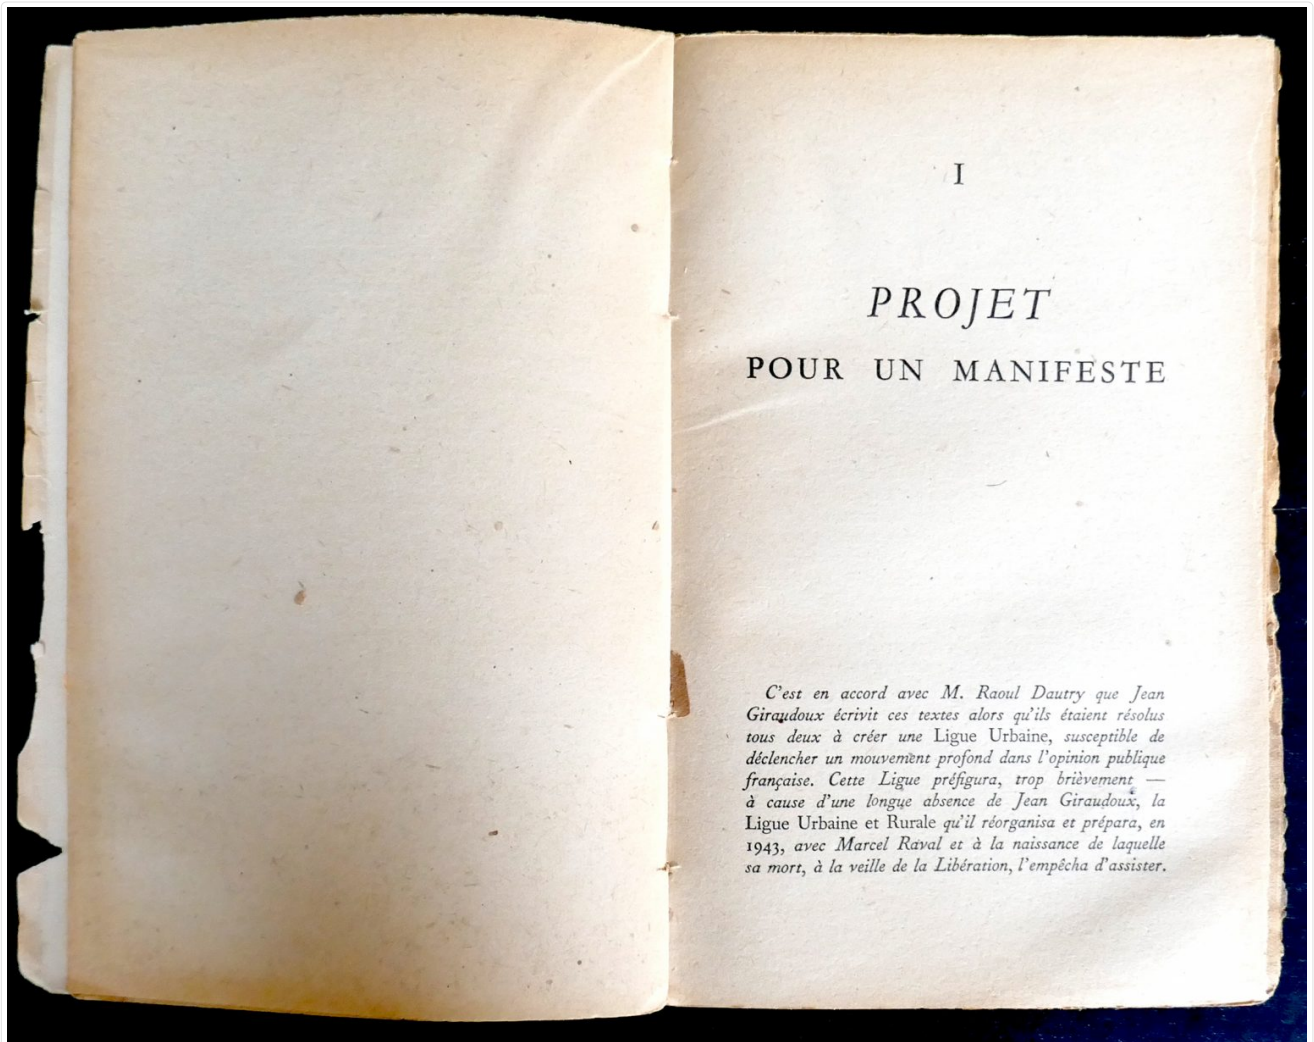 I
PROJET
POUR UN MANIFESTE
C'est en accord avec M. Raoul Dautry que Jean
Giraudoux écrivit ces textes alors qu'ils étaient résolus
tous deux à créer une Ligue Urbaine, susceptible de
déclencher un mouvement profond dans l'opinion publique
française. Cette Ligue préfigura, trop brièvement —
à cause d'une longue absence de Jean Giraudoux, la
Ligue Urbaine et Rurale qu'il réorganisa et prépara, en
1943, avec Marcel Raval et à la naissance de laquelle
sa mort, à la veille de la Libération, l'empêcha d'assister.